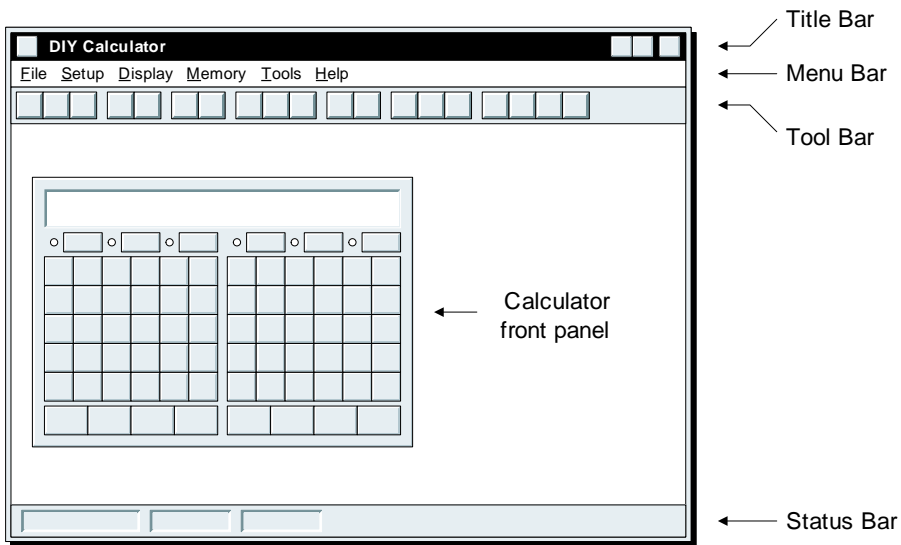 Title Bar
DIY Calculator
File Setup Display Memory Tools Help
Menu Bar
Tool Bar
Calculator
front panel
Status Bar